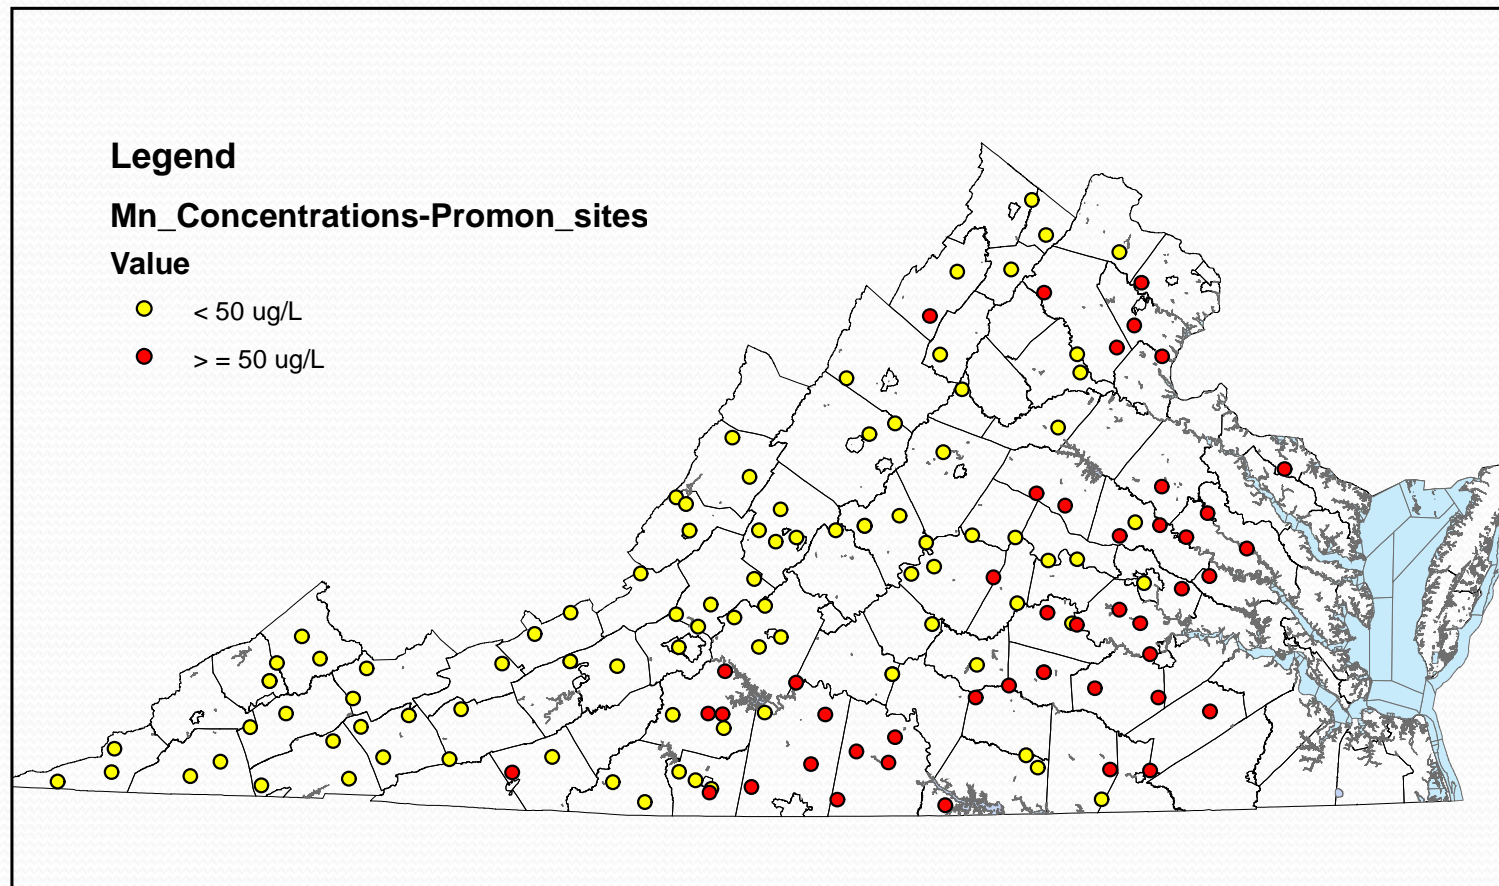 Legend
Mn_Concentrations-Promon_sites
Value
< 50 ug/L
> = 50 ug/L